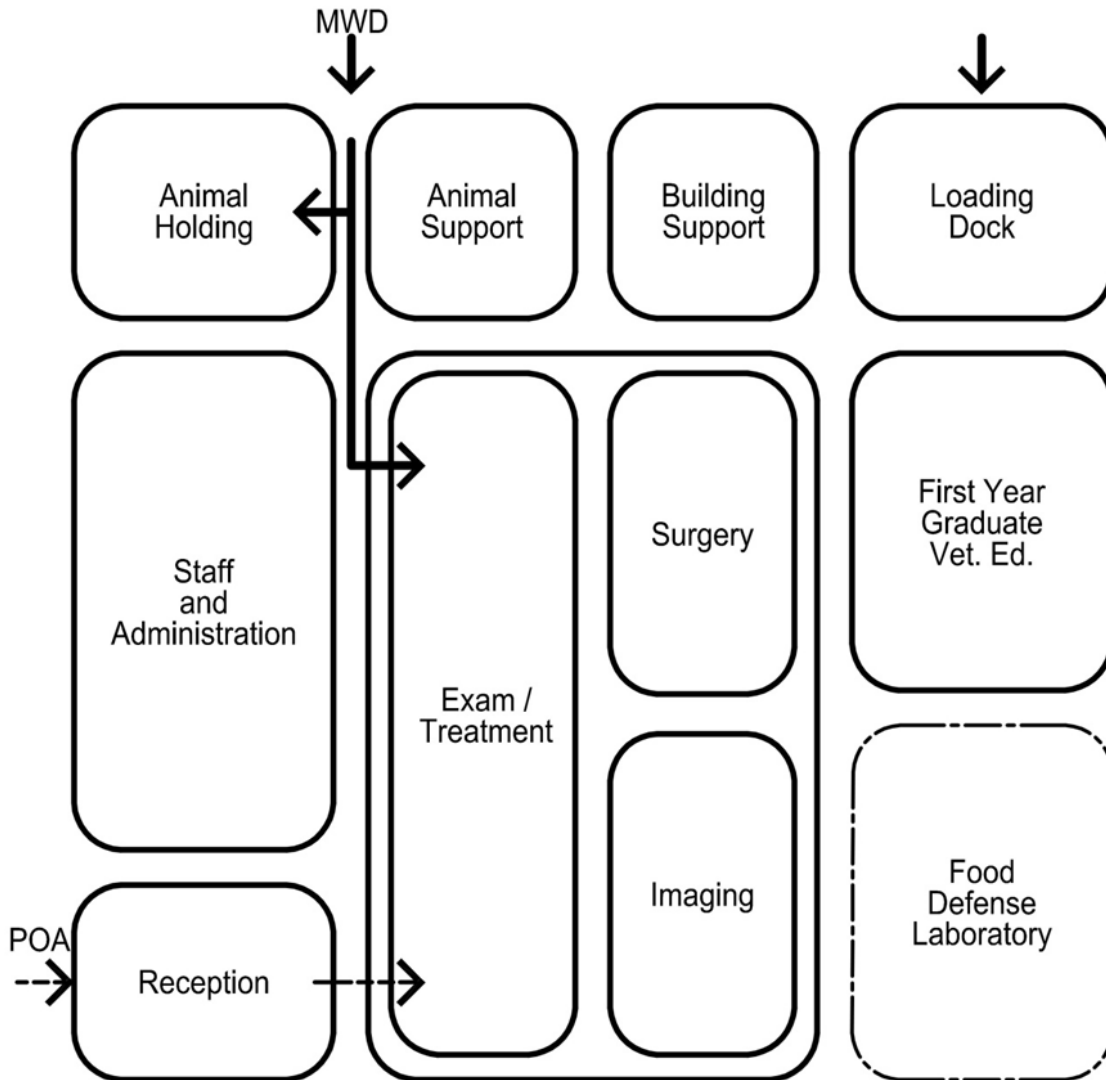 MWD
Animal
Holding
Animal
Support
Building
Support
Loading
Dock
Staff
and
Administration
Exam /
Treatment
Surgery
First Year
Graduate
Vet. Ed.
Imaging
Food
Defense
Laboratory
POA
Reception